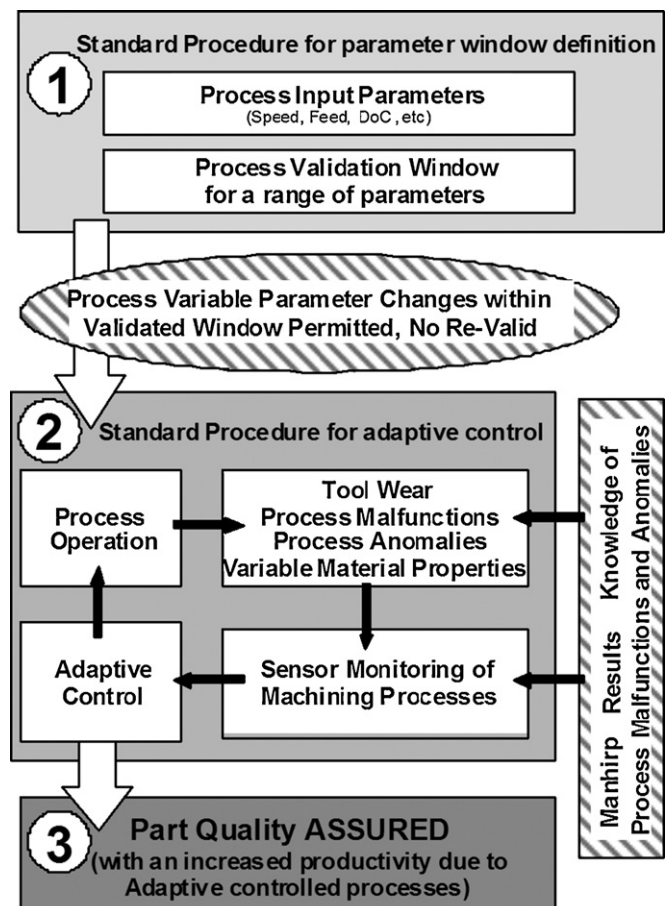 1
Standard Procedure for parameter window definition
Process Input Parameters
(Speed, Feed, DoC , etc)
Process Validation Window
for a range of parameters
Process Variable Parameter Changes within
Validated Window Permitted, No Re-Valid
2
Standard Procedure for adaptive control
Process
Operation
Tool Wear
Process Malfunctions
Process Anomalies
Variable Material Properties
Adaptive
Control
Sensor Monitoring of
Machining Processes
Manhirp Results Knowledge of
Process Malfunctions and Anomalies
3
Part Quality ASSURED
(with an increased productivity due to
Adaptive controlled processes)